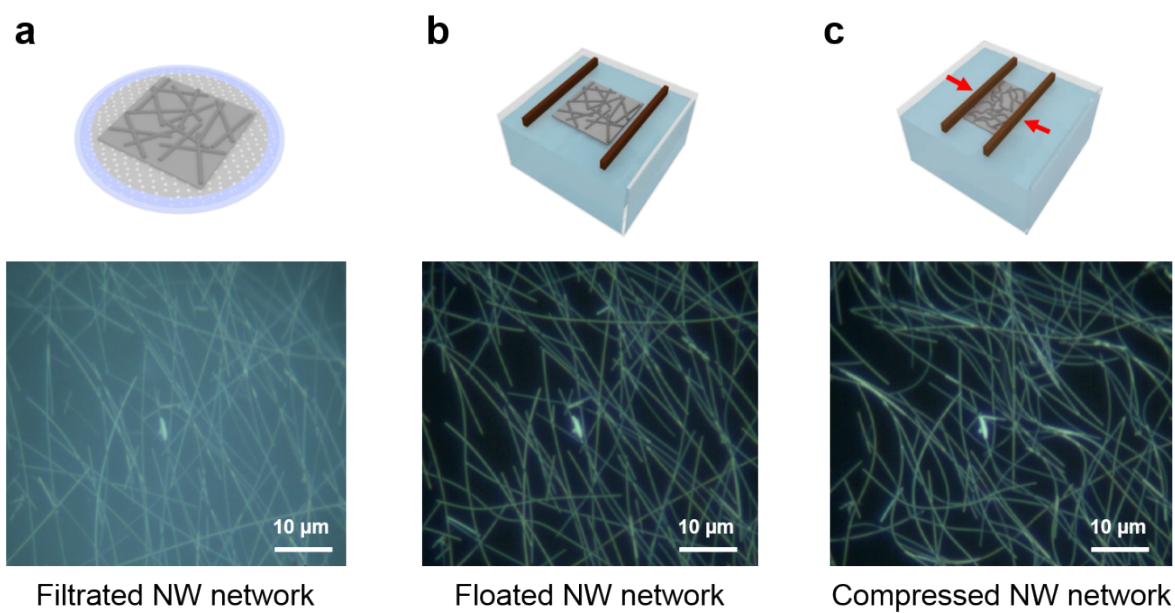 a
b
c
10 µm
10 µm
10 µm
Filtrated NW network
Floated NW network
Compressed NW network